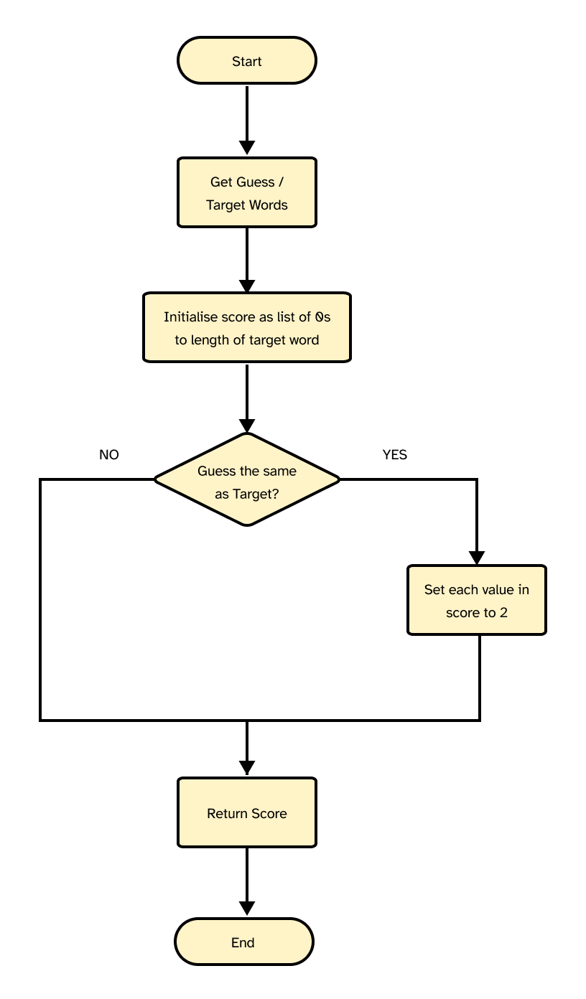 Start
Get Guess /
Target Words
Initialise score as list of 0s
to length of target word
NO
YES
Guess the same
as Target?
Set each value in
score to 2
Return Score
End